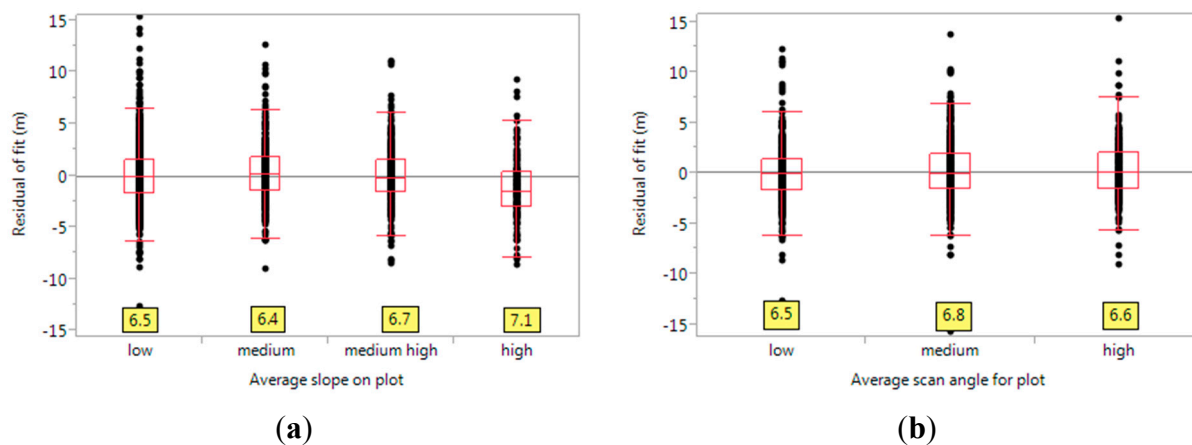 15
10
5
0
-5
-10
-15
Residual of fit (m)
6.5 6.4 6.7 7.1
low medium medium high high
Average slope on plot
(a)
15
10
5
0
-5
-10
-15
Residual of fit (m)
6.5 6.8 6.6
low medium high
Average scan angle for plot
(b)